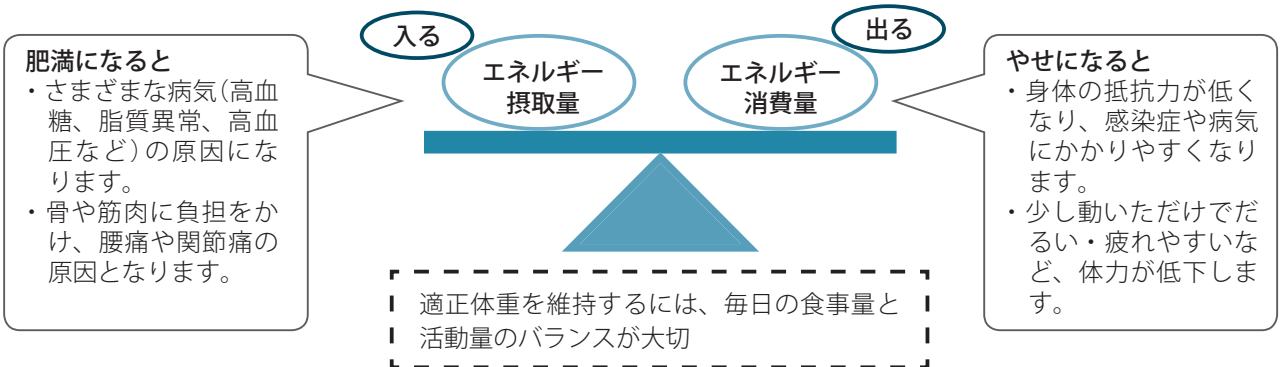 入る
出る
エネルギー
摂取量
エネルギー
消費量
肥満になると
・さまざまな病気(高血
糖、脂質異常、高血
圧など)の原因にな
ります。
・骨や筋肉に負担をか
け、腰痛や関節痛の
原因となります。
やせになると
・身体の抵抗力が低く
なり、感染症や病気
にかかりやすくなり
ます。
・少し動いただけでだ
るい・疲れやすいな
ど、体力が低下しま
す。
適正体重を維持するには、毎日の食事量と
活動量のバランスが大切